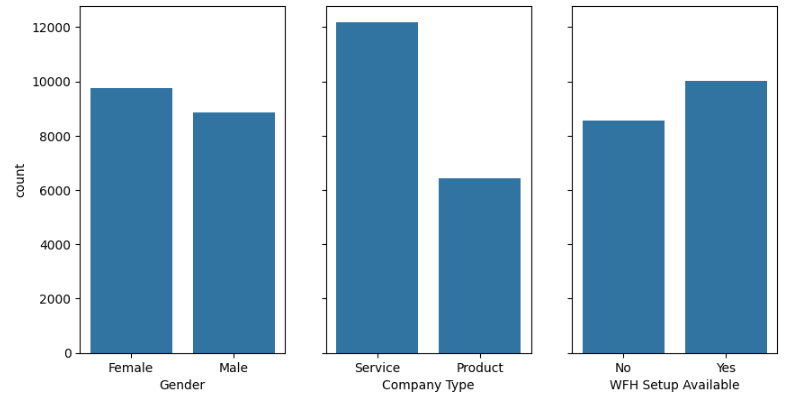 count
12000
10000
8000
6000
4000
2000
0
Female Male
Gender
Service Product
Company Type
No Yes
WFH Setup Available